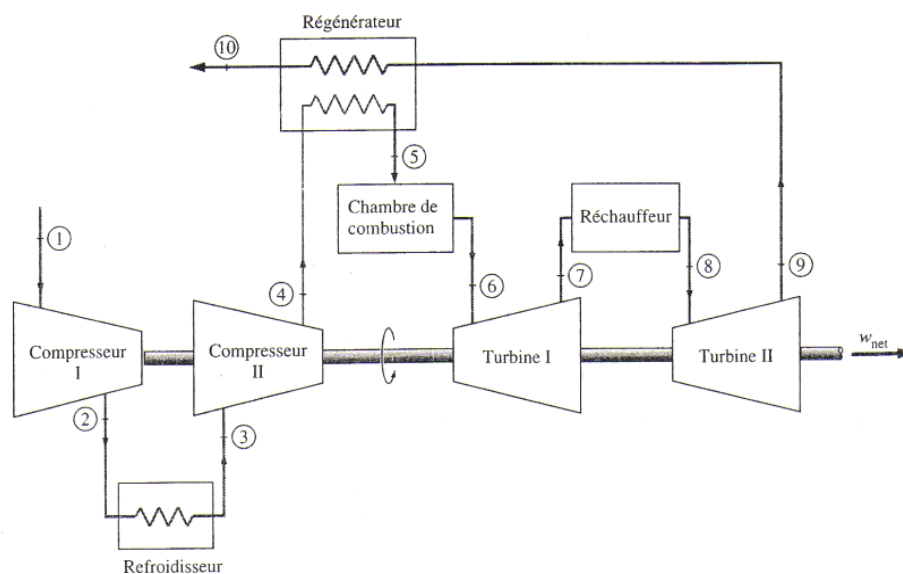 Régénérateur
10
5
Chambre de
combustion
Réchauffeur
1
4
6
7
8
9
Compresseur
I
Compresseur
II
Turbine I
Turbine II
wnet
2
3
Refroidisseur